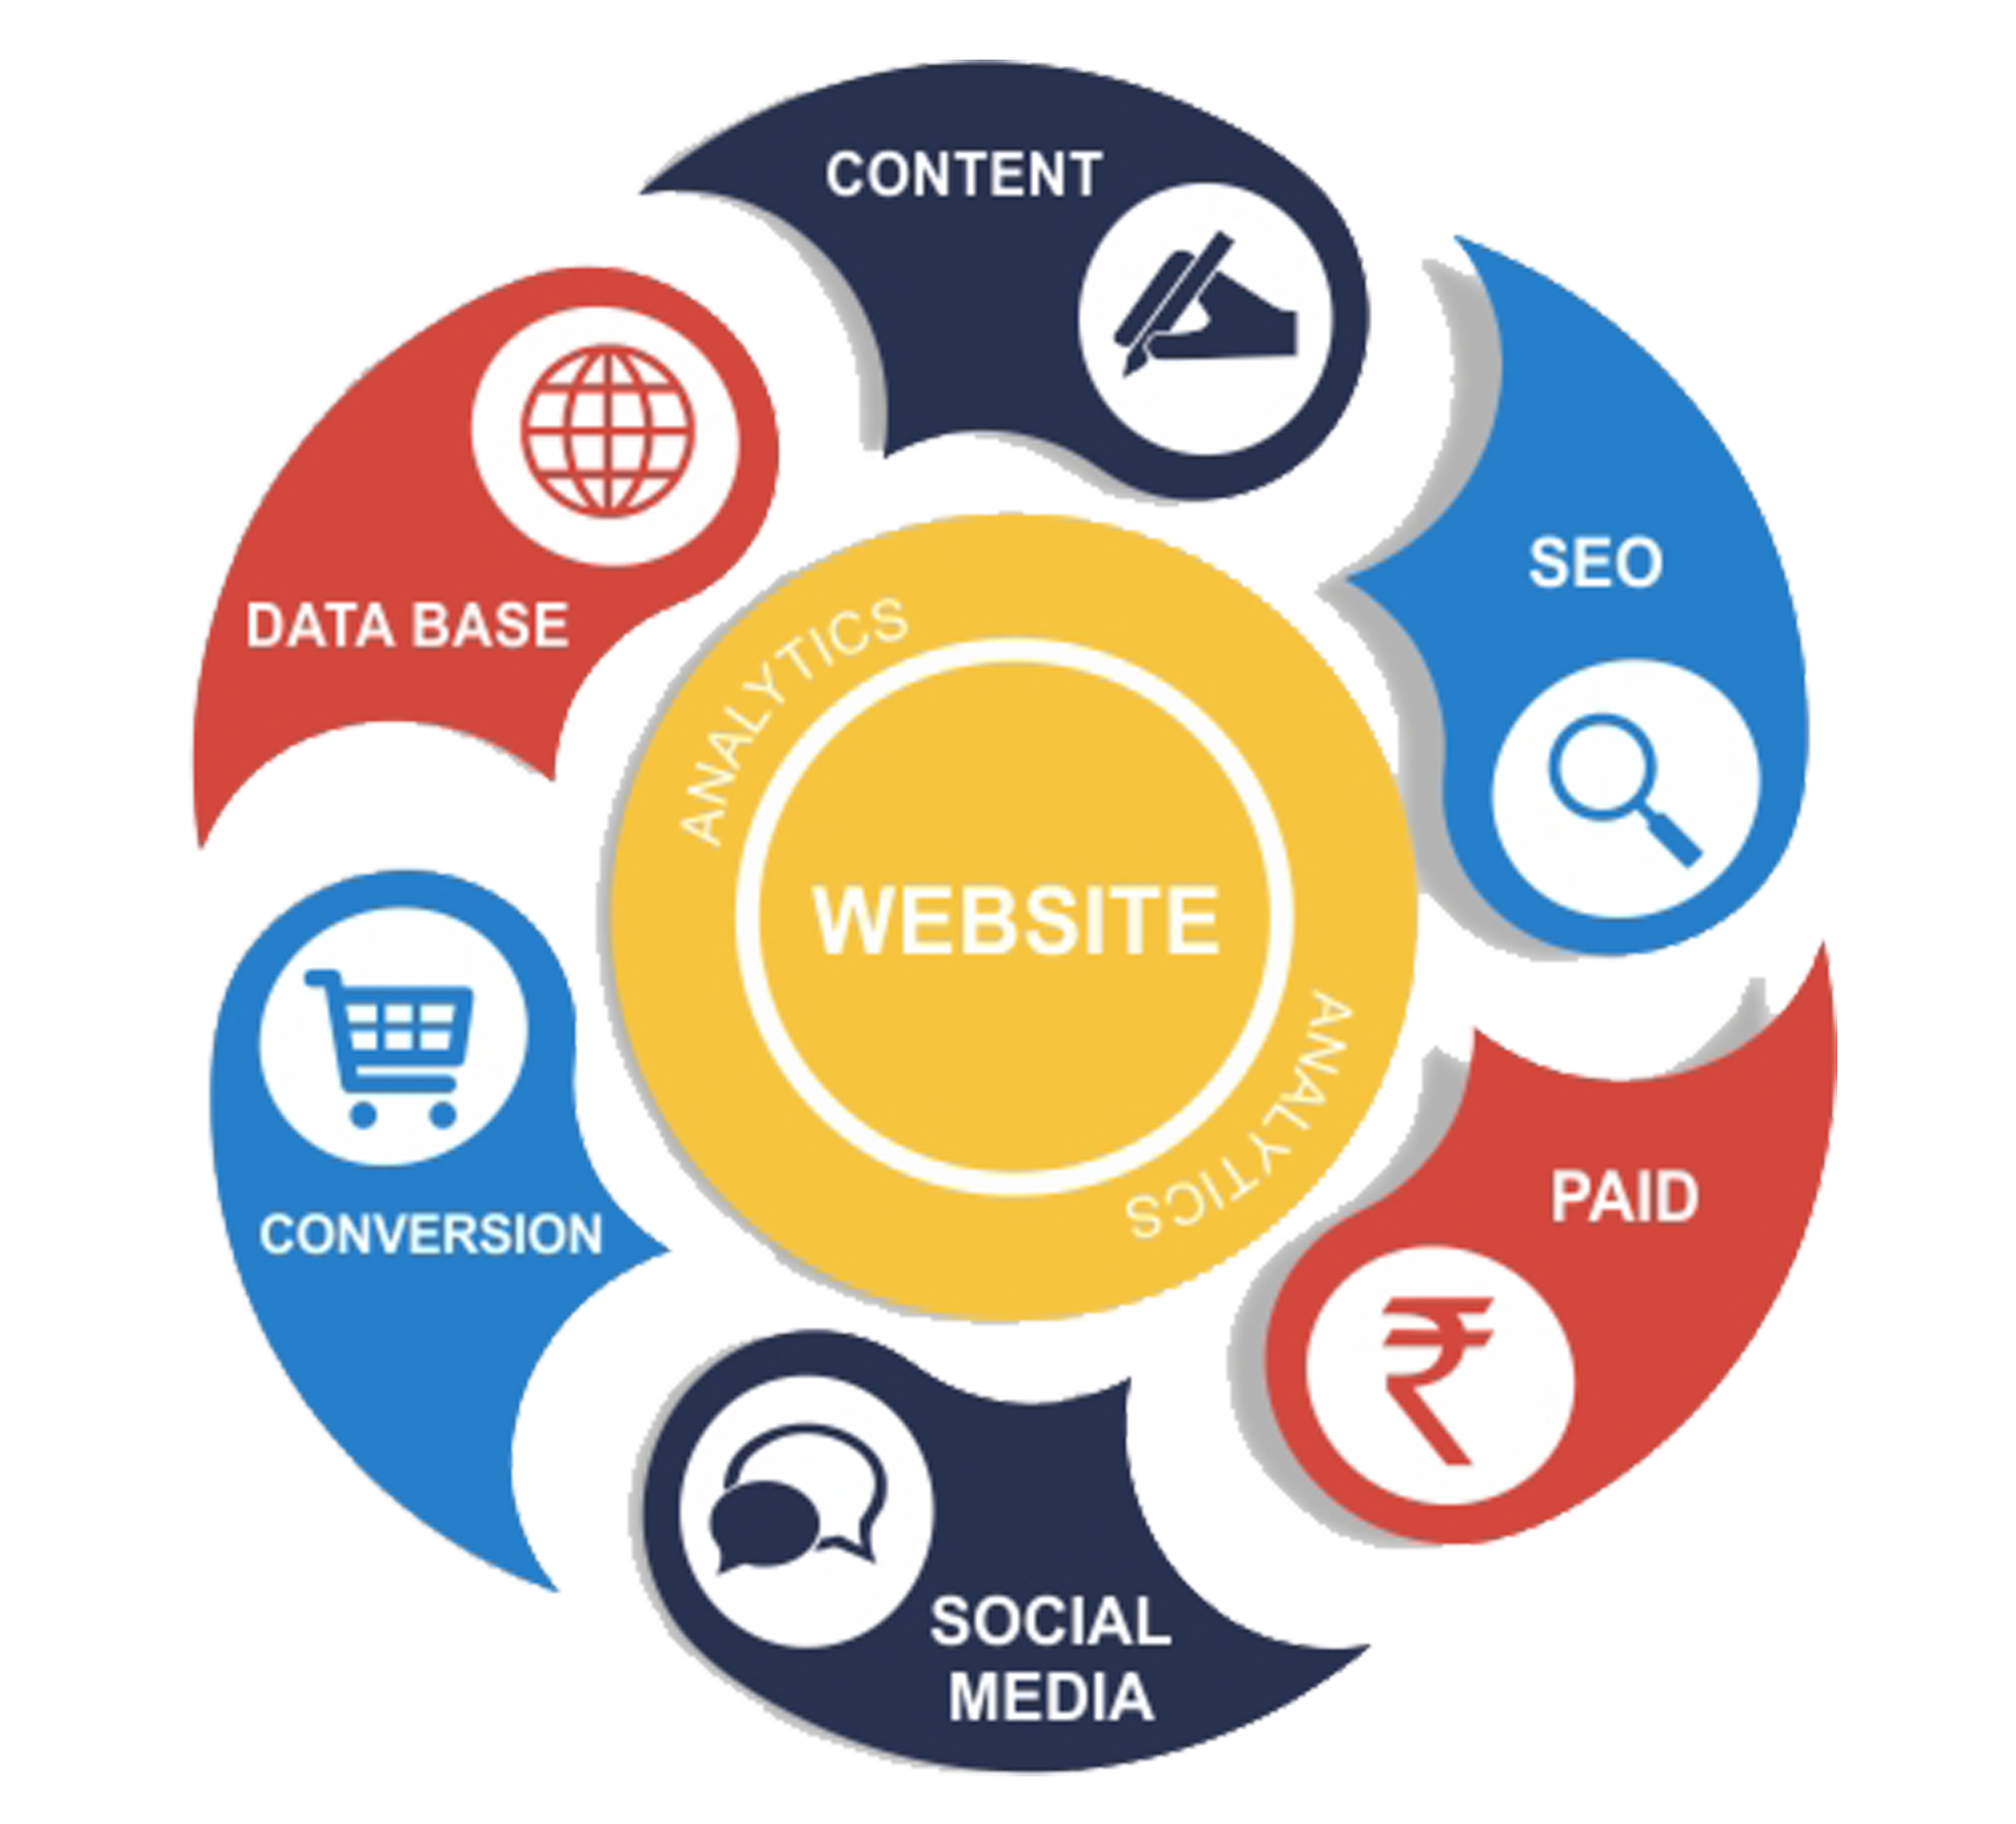 CONTENT
SEO
DATA BASE
ANALYTICS
WEBSITE
ANALYTICS
PAID
₹
CONVERSION
SOCIAL
MEDIA